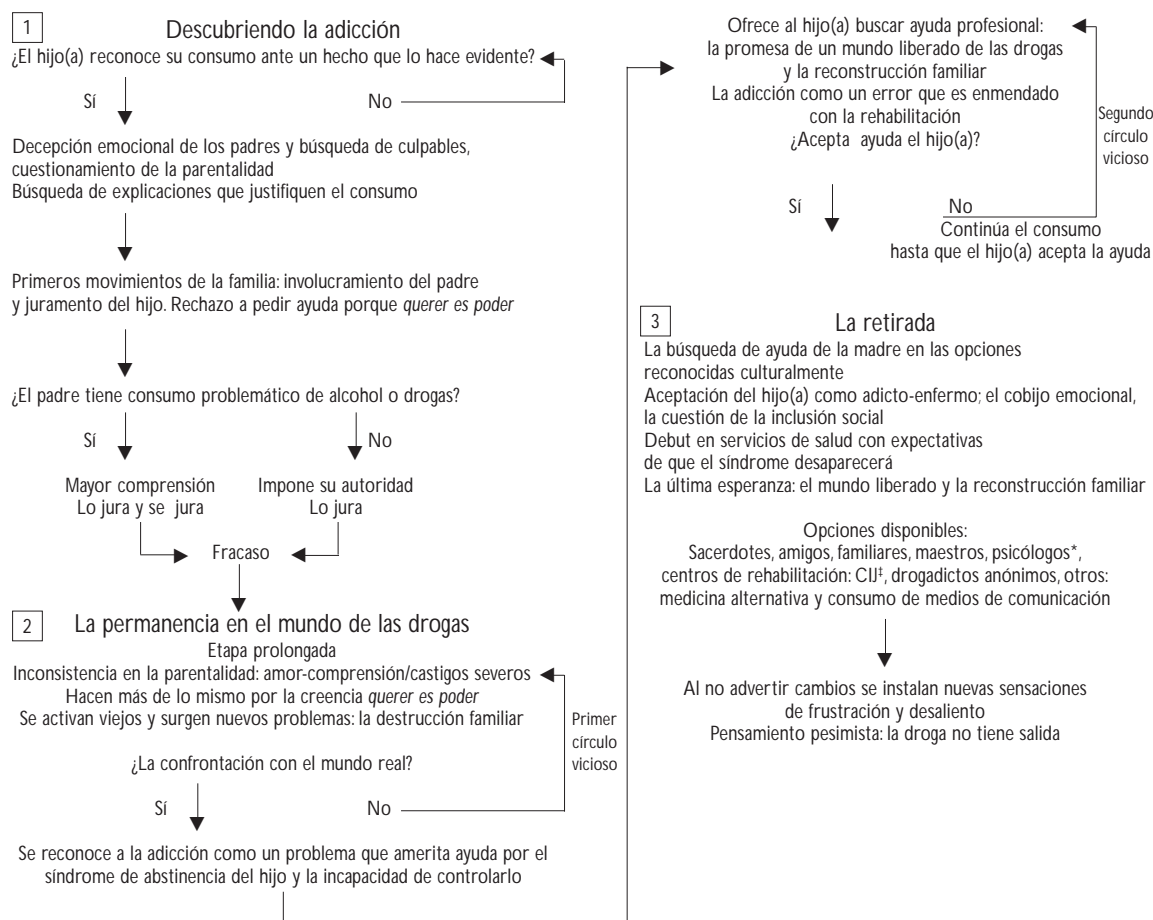 1
Descubriendo la adicción
¿El hijo(a) reconoce su consumo ante un hecho que lo hace evidente?
Sí
No
Decepción emocional de los padres y búsqueda de culpables,
cuestionamiento de la parentalidad
Búsqueda de explicaciones que justifiquen el consumo
Primeros movimientos de la familia: involucramiento del padre
y juramento del hijo. Rechazo a pedir ayuda porque querer es poder
¿El padre tiene consumo problemático de alcohol o drogas?
Sí
No
Mayor comprensión
Lo jura y se jura
Impone su autoridad
Lo jura
Fracaso
2
La permanencia en el mundo de las drogas
Etapa prolongada
Inconsistencia en la parentalidad: amor-comprensión/castigos severos
Hacen más de lo mismo por la creencia querer es poder
Se activan viejos y surgen nuevos problemas: la destrucción familiar
Primer
círculo
vicioso
¿La confrontación con el mundo real?
Sí
No
Se reconoce a la adicción como un problema que amerita ayuda por el
síndrome de abstinencia del hijo y la incapacidad de controlarlo
Ofrece al hijo(a) buscar ayuda profesional:
la promesa de un mundo liberado de las drogas
y la reconstrucción familiar
La adicción como un error que es enmendado
con la rehabilitación
¿Acepta ayuda el hijo(a)?
Segundo
círculo
vicioso
Sí
No
Continúa el consumo
hasta que el hijo(a) acepta la ayuda
3
La retirada
La búsqueda de ayuda de la madre en las opciones
reconocidas culturalmente
Aceptación del hijo(a) como adicto-enfermo; el cobijo emocional,
la cuestión de la inclusión social
Debut en servicios de salud con expectativas
de que el síndrome desaparecerá
La última esperanza: el mundo liberado y la reconstrucción familiar
Opciones disponibles:
Sacerdotes, amigos, familiares, maestros, psicólogos*,
centros de rehabilitación: CIJ‡, drogadictos anónimos, otros:
medicina alternativa y consumo de medios de comunicación
Al no advertir cambios se instalan nuevas sensaciones
de frustración y desaliento
Pensamiento pesimista: la droga no tiene salida